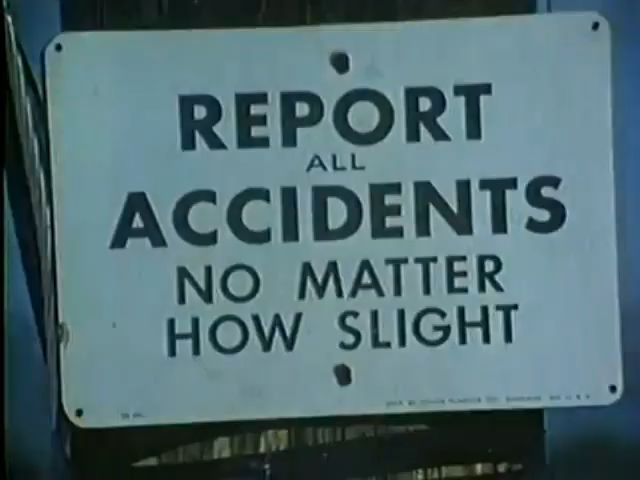 REPORT
ALL
ACCIDENTS
NO MATTER
HOW SLIGHT